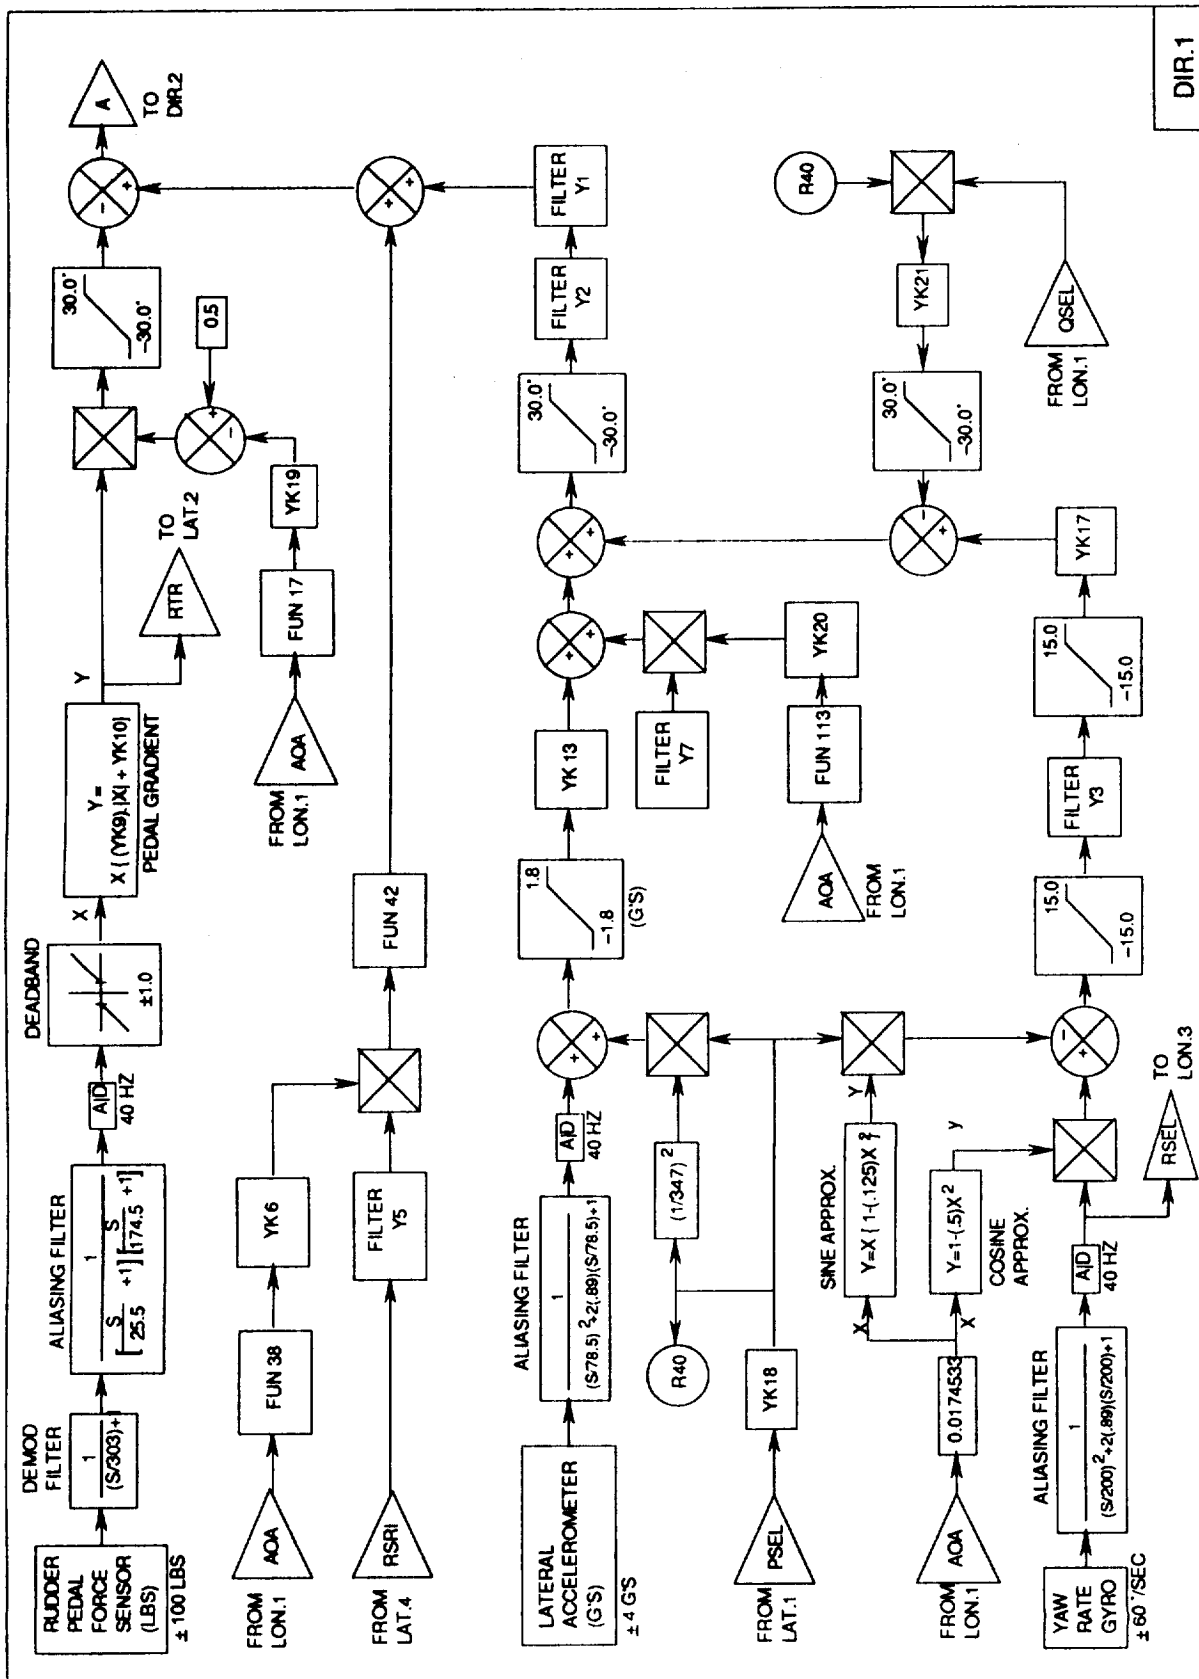 RUDDER
PEDAL
FORCE
SENSOR
(LBS)
± 100 LBS
DEMOD
FILTER
1
(S/303)+1
ALIASING FILTER
1
[ S/25.5 +1] [ S/174.5 +1]
A|D
40 HZ
DEADBAND
±1.0
X
Y =
X { (YK9).|X| + YK10}
PEDAL GRADIENT
Y
RTR
TO
LAT.2
30.0°
-30.0°
-
+
A
TO
DIR.2
FROM
LON.1
AOA
FUN 17
YK19
-
+
0.5
FROM
LON.1
AOA
FUN 38
YK6
FROM
LAT.4
RSRI
FILTER
Y5
FUN 42
+
+
FILTER
Y1
FILTER
Y2
LATERAL
ACCELEROMETER
(G'S)
± 4 G'S
ALIASING FILTER
1
(S/78.5)²+2(.89)(S/78.5)+1
A|D
40 HZ
+
+
1.8
-1.8
(G'S)
YK 13
+
+
+
+
30.0°
-30.0°
R40
(1/347)²
FILTER
Y7
FROM
LON.1
AOA
FUN 113
YK20
FROM
LAT.1
PSEL
YK18
SINE APPROX.
X
Y=X { 1-(.125)X²}
Y
FROM
LON.1
AOA
0.0174533
X
Y=1-(.5)X²
COSINE
APPROX.
y
R40
QSEL
FROM
LON.1
YK21
30.0°
-30.0°
-
+
YAW
RATE
GYRO
± 60°/SEC
ALIASING FILTER
1
(S/200)²+2(.89)(S/200)+1
A|D
40 HZ
RSEL
TO
LON.3
+
-
15.0
-15.0
FILTER
Y3
15.0
-15.0
YK17
DIR.1